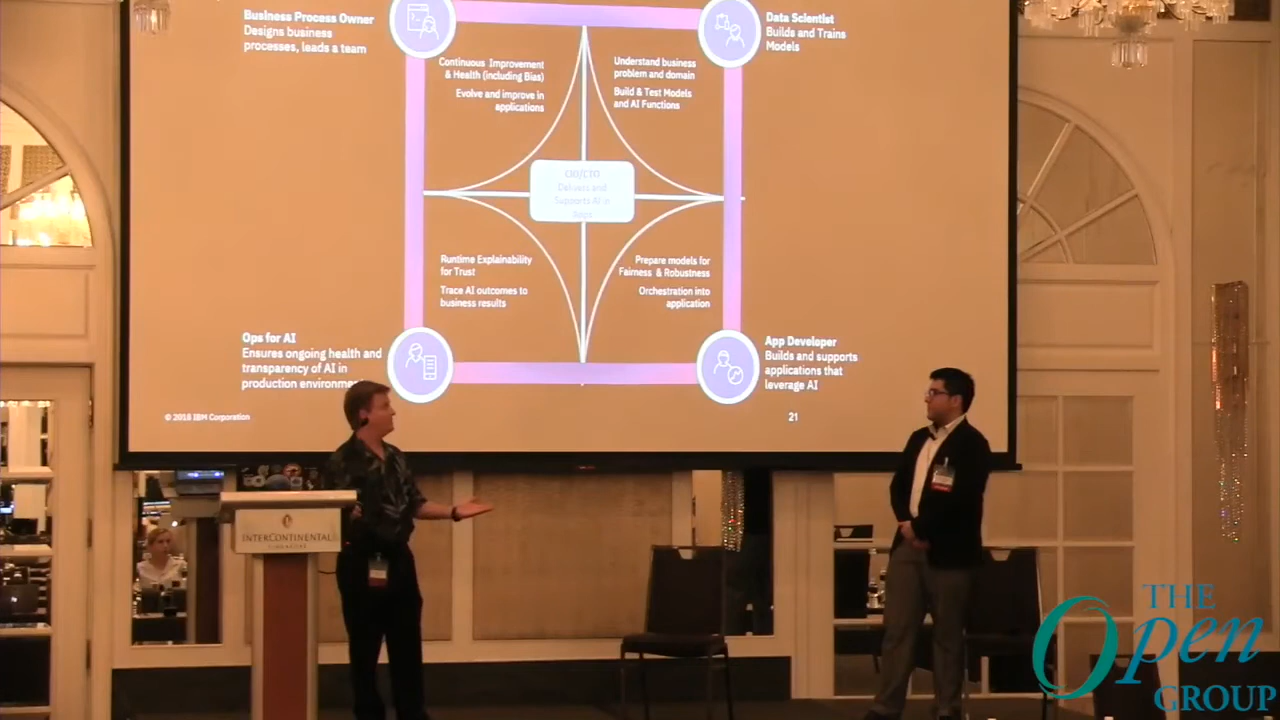 Business Process Owner
Designs business
processes, leads a team
Data Scientist
Builds and Trains
Models
Continuous Improvement
& Health (including Bias)
Evolve and improve in
applications
Understand business
problem and domain
Build & Test Models
and AI Functions
CIO/CTO
Delivers and
Supports AI in
Runtime Explainability
for Trust
Trace AI outcomes to
business results
Prepare models for
Fairness & Robustness
Orchestration into
application
Ops for AI
Ensures ongoing health and
transparency of AI in
production environment
App Developer
Builds and supports
applications that
leverage AI
© 2018 IBM Corporation
21
INTERCONTINENTAL
THE
Open
GROUP